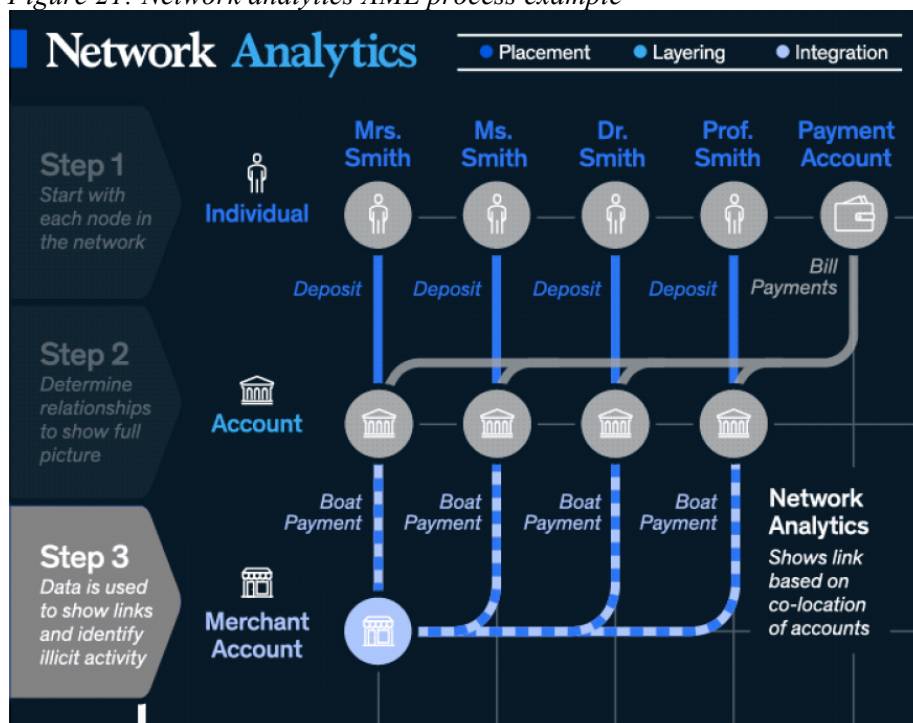 Figure 21: Network analytics AML process example
Network Analytics
Placement
Layering
Integration
Step 1
Start with
each node in
the network
Individual
Mrs.
Smith
Ms.
Smith
Dr.
Smith
Prof.
Smith
Payment
Account
Deposit
Deposit
Deposit
Deposit
Bill
Payments
Step 2
Determine
relationships
to show full
picture
Account
Boat
Payment
Boat
Payment
Boat
Payment
Boat
Payment
Network
Analytics
Shows link
based on
co-location
of accounts
Step 3
Data is used
to show links
and identify
illicit activity
Merchant
Account